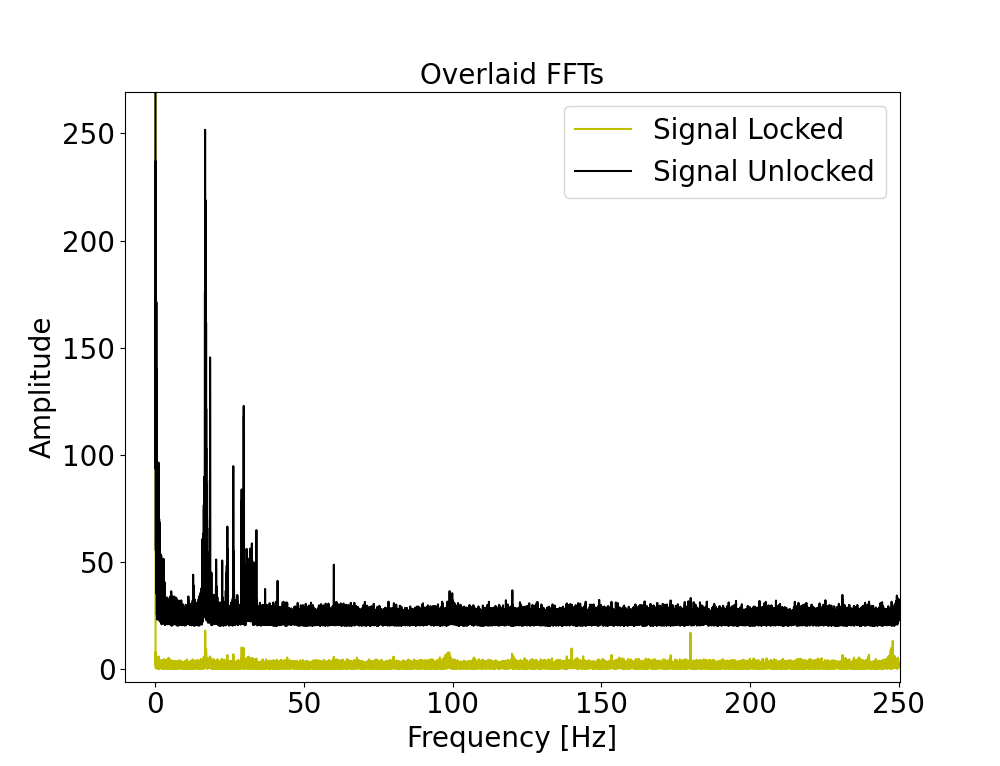 Overlaid FFTs
Signal Locked
Signal Unlocked
Amplitude
250
200
150
100
50
0
0 50 100 150 200 250
Frequency [Hz]